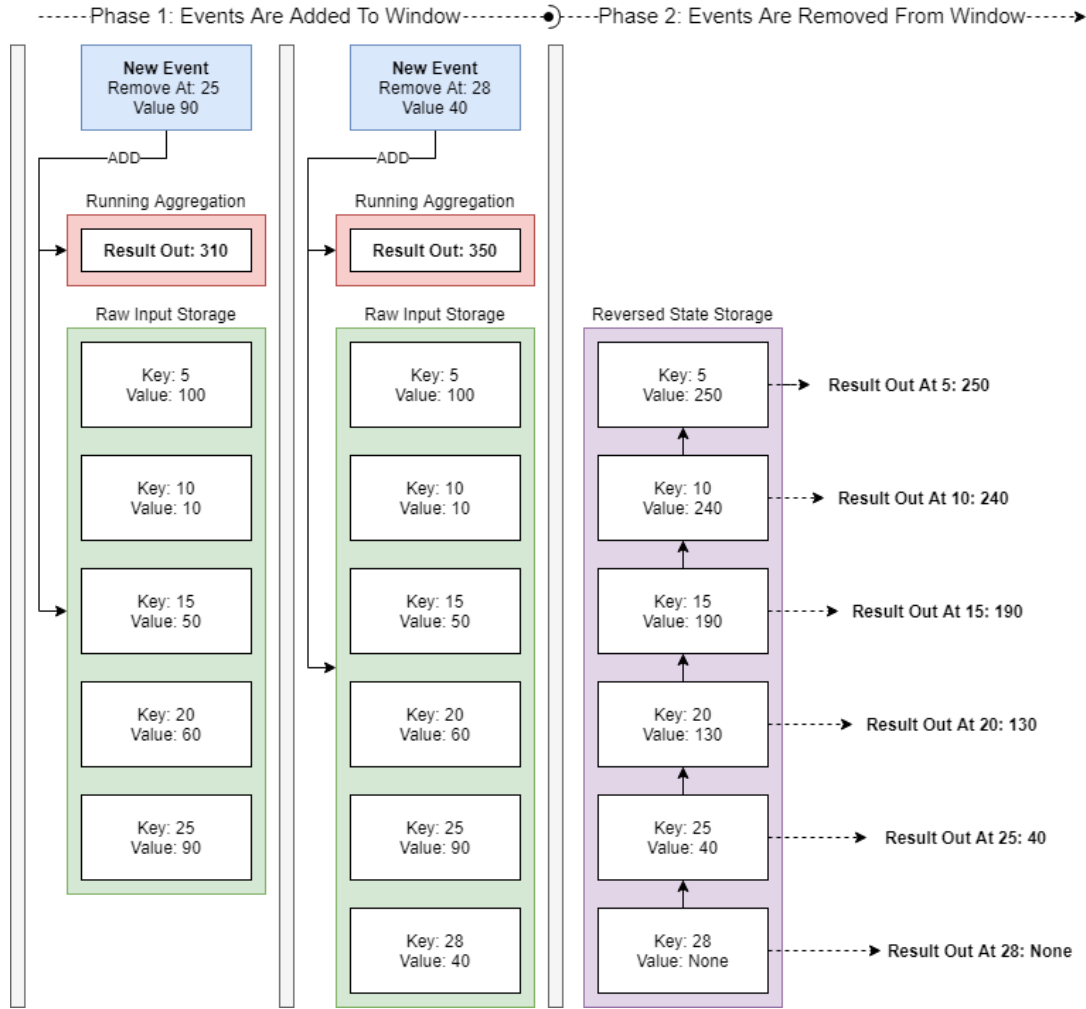 Phase 1: Events Are Added To Window
Phase 2: Events Are Removed From Window
New Event
Remove At: 25
Value 90
ADD
Running Aggregation
Result Out: 310
Raw Input Storage
Key: 5
Value: 100
Key: 10
Value: 10
Key: 15
Value: 50
Key: 20
Value: 60
Key: 25
Value: 90
New Event
Remove At: 28
Value 40
ADD
Running Aggregation
Result Out: 350
Raw Input Storage
Key: 5
Value: 100
Key: 10
Value: 10
Key: 15
Value: 50
Key: 20
Value: 60
Key: 25
Value: 90
Key: 28
Value: 40
Reversed State Storage
Key: 5
Value: 250
Result Out At 5: 250
Key: 10
Value: 240
Result Out At 10: 240
Key: 15
Value: 190
Result Out At 15: 190
Key: 20
Value: 130
Result Out At 20: 130
Key: 25
Value: 40
Result Out At 25: 40
Key: 28
Value: None
Result Out At 28: None